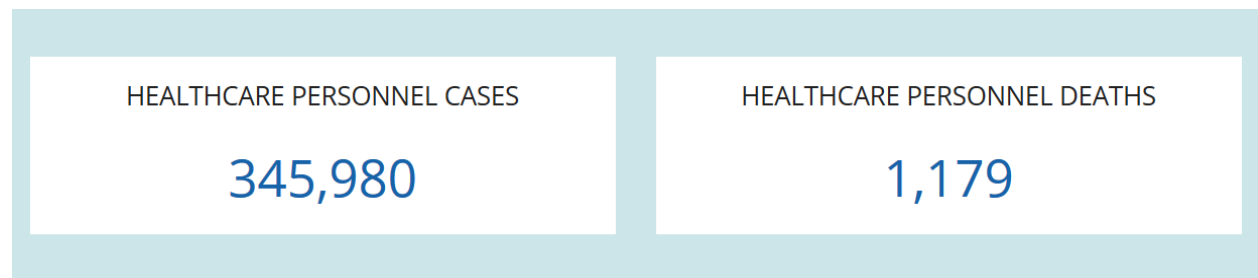 HEALTHCARE PERSONNEL CASES
345,980
HEALTHCARE PERSONNEL DEATHS
1,179